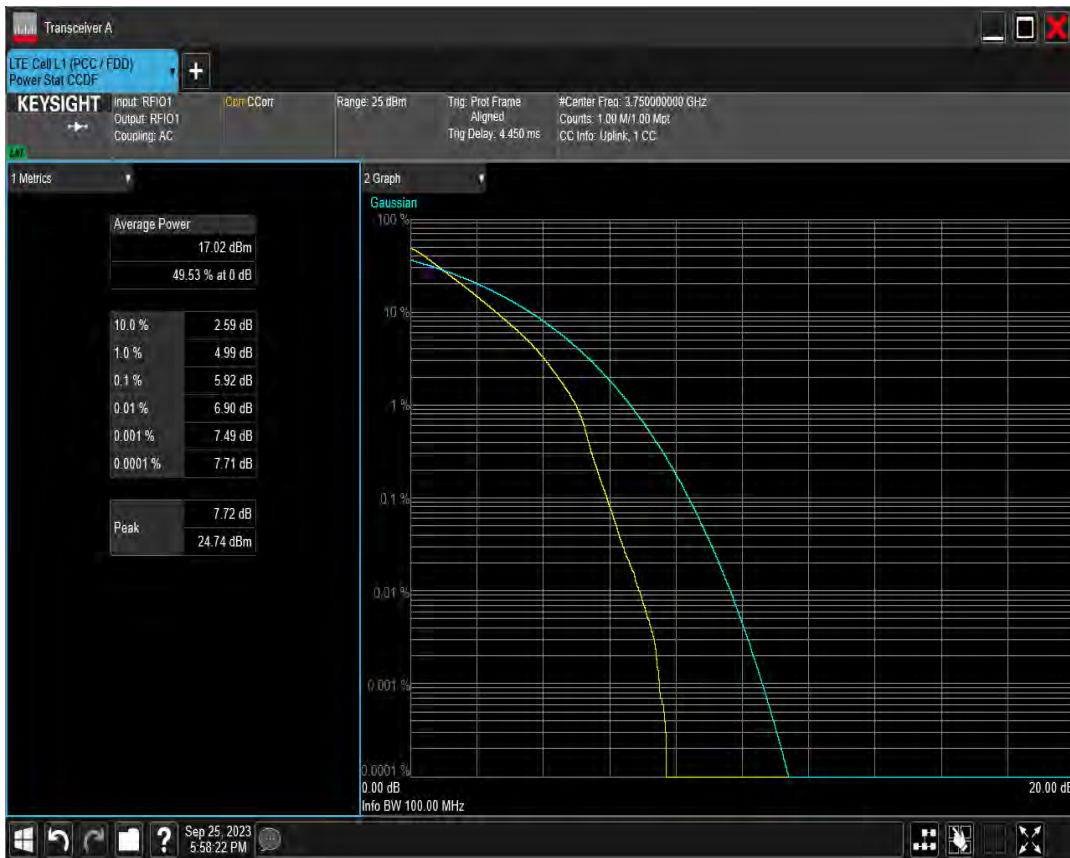 Transceiver A
LTE Cell L1 (PCC / FDD)
Power Stat CCDF
+
KEYSIGHT
Input: RFIO1
Output: RFIO1
Coupling: AC
Corr CCorr
Range: 25 dBm
Trig: Prot Frame
Aligned
Trig Delay: 4.450 ms
#Center Freq: 3.750000000 GHz
Counts: 1.00 M/1.00 Mpt
CC Info: Uplink, 1 CC
1 Metrics
Average Power
17.02 dBm
49.53 % at 0 dB
10.0 % 2.59 dB
1.0 % 4.99 dB
0.1 % 5.92 dB
0.01 % 6.90 dB
0.001 % 7.49 dB
0.0001 % 7.71 dB
Peak
7.72 dB
24.74 dBm
2 Graph
Gaussian
100 %
10 %
1 %
0.1 %
0.01 %
0.001 %
0.0001 %
0.00 dB
20.00 dB
Info BW 100.00 MHz
?
Sep 25, 2023
5:58:22 PM